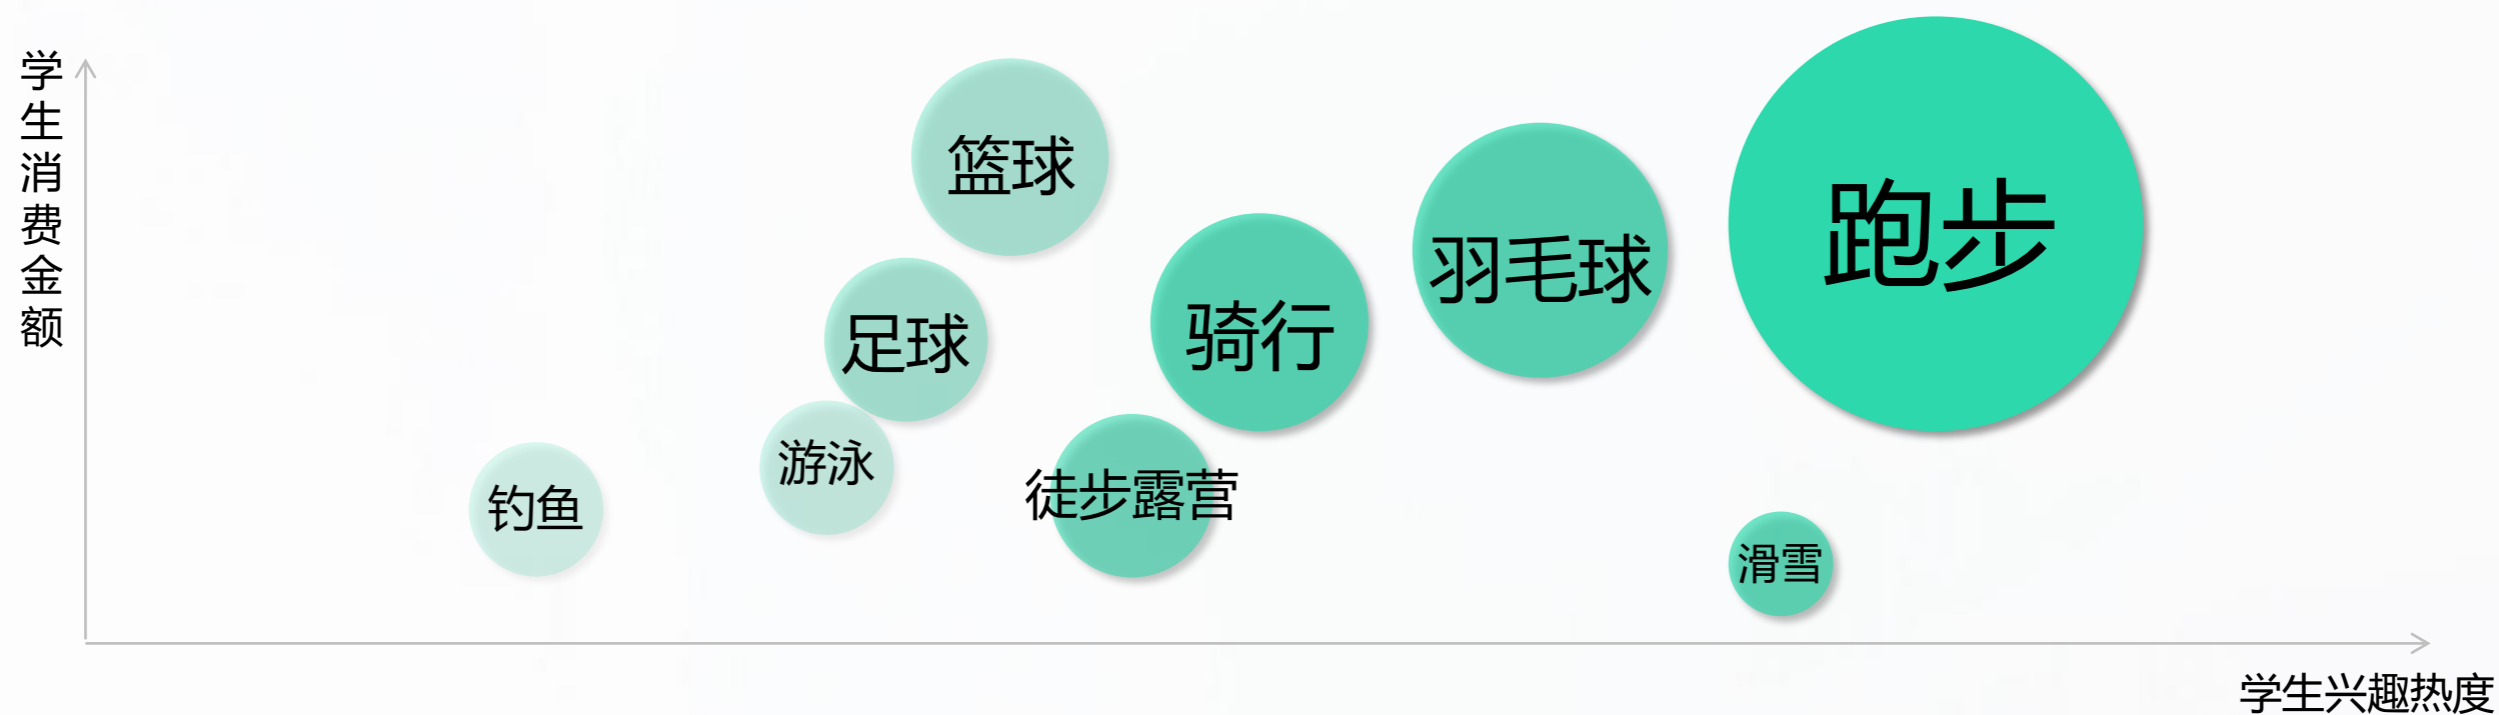 学生消费金额
篮球
跑步
羽毛球
足球
骑行
游泳
徒步露营
钓鱼
滑雪
学生兴趣热度